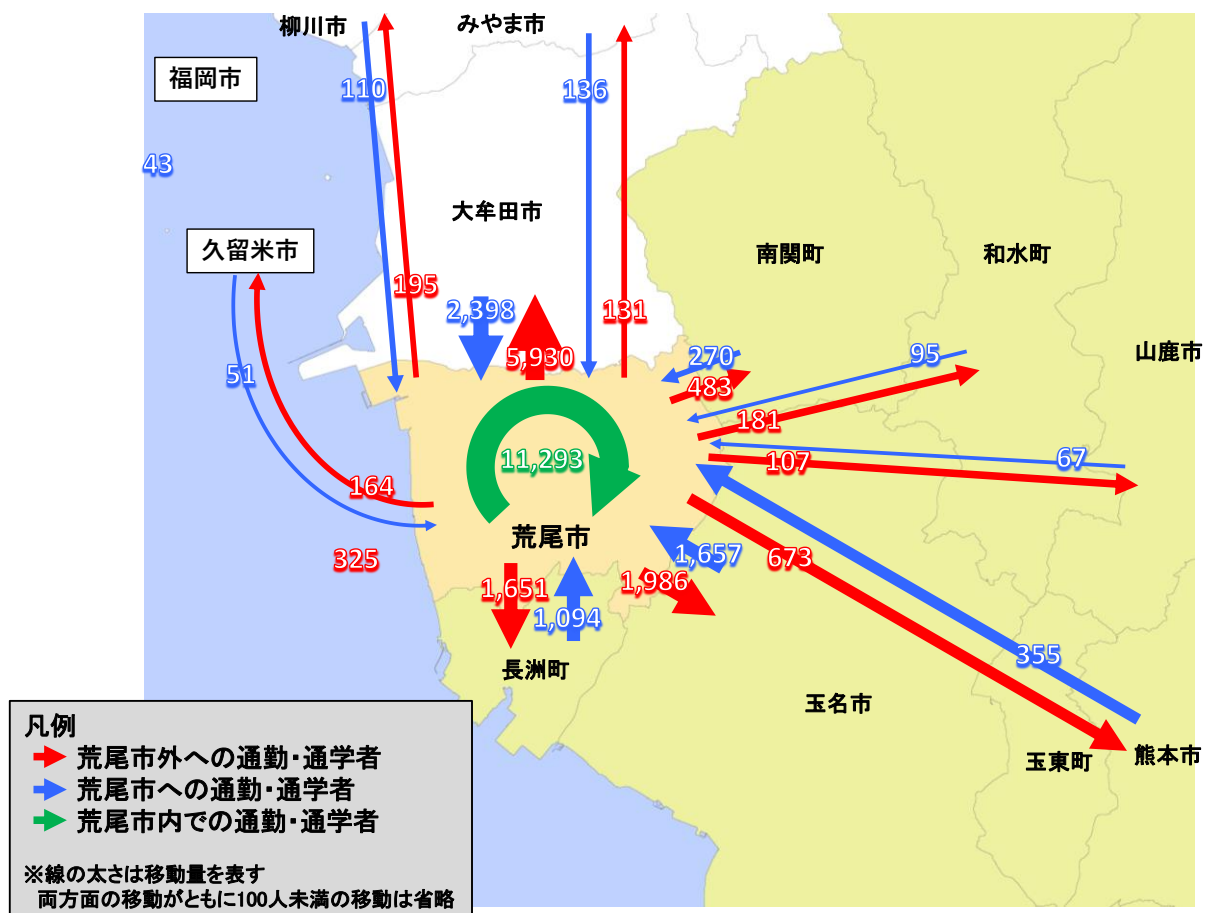 柳川市
みやま市
福岡市
110
136
43
大牟田市
久留米市
南関町
和水町
195
2,398
131
5,930
山鹿市
270
95
51
483
181
11,293
107
67
164
荒尾市
325
1,657
673
1,651
1,986
1,094
355
長洲町
玉名市
玉東町
熊本市
凡例
荒尾市外への通勤・通学者
荒尾市への通勤・通学者
荒尾市内での通勤・通学者
※線の太さは移動量を表す
両方面の移動がともに100人未満の移動は省略